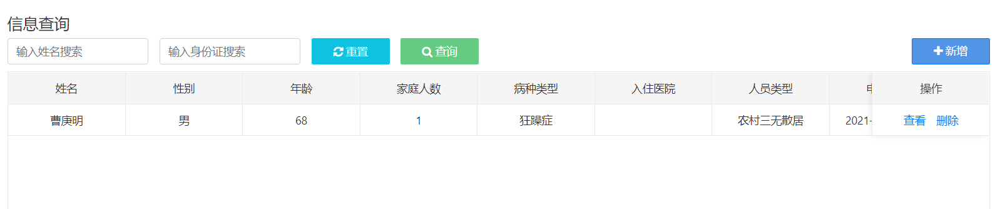 信息查询
输入姓名搜索 输入身份证搜索 重置 查询 新增
姓名 性别 年龄 家庭人数 病种类型 入住医院 人员类型 操作
曹庚明 男 68 1 狂躁症 农村三无散居 2021- 查看 删除